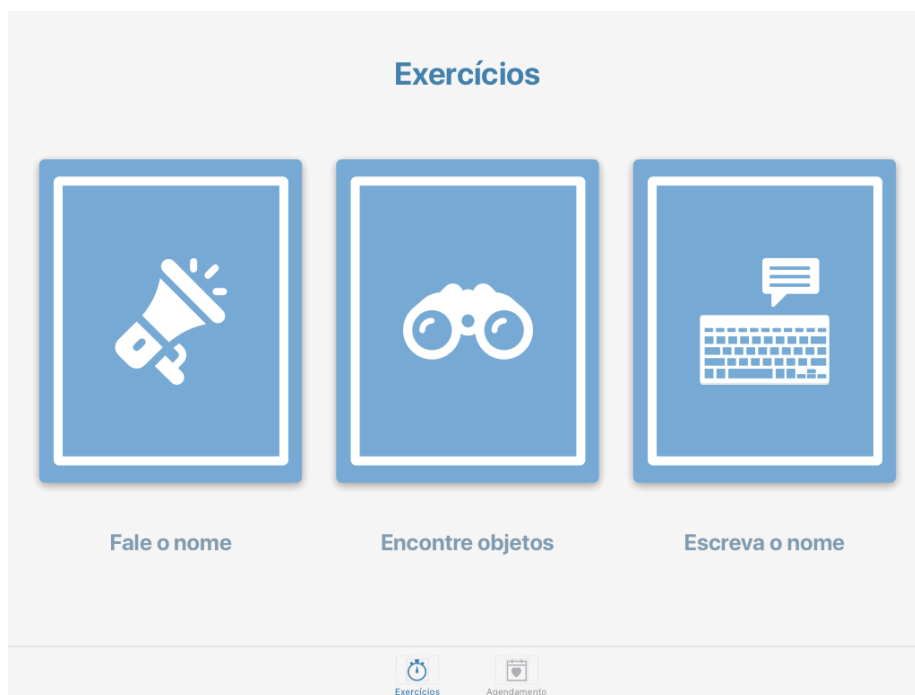 Exercícios
Fale o nome
Encontre objetos
Escreva o nome
Exercícios
Agendamento